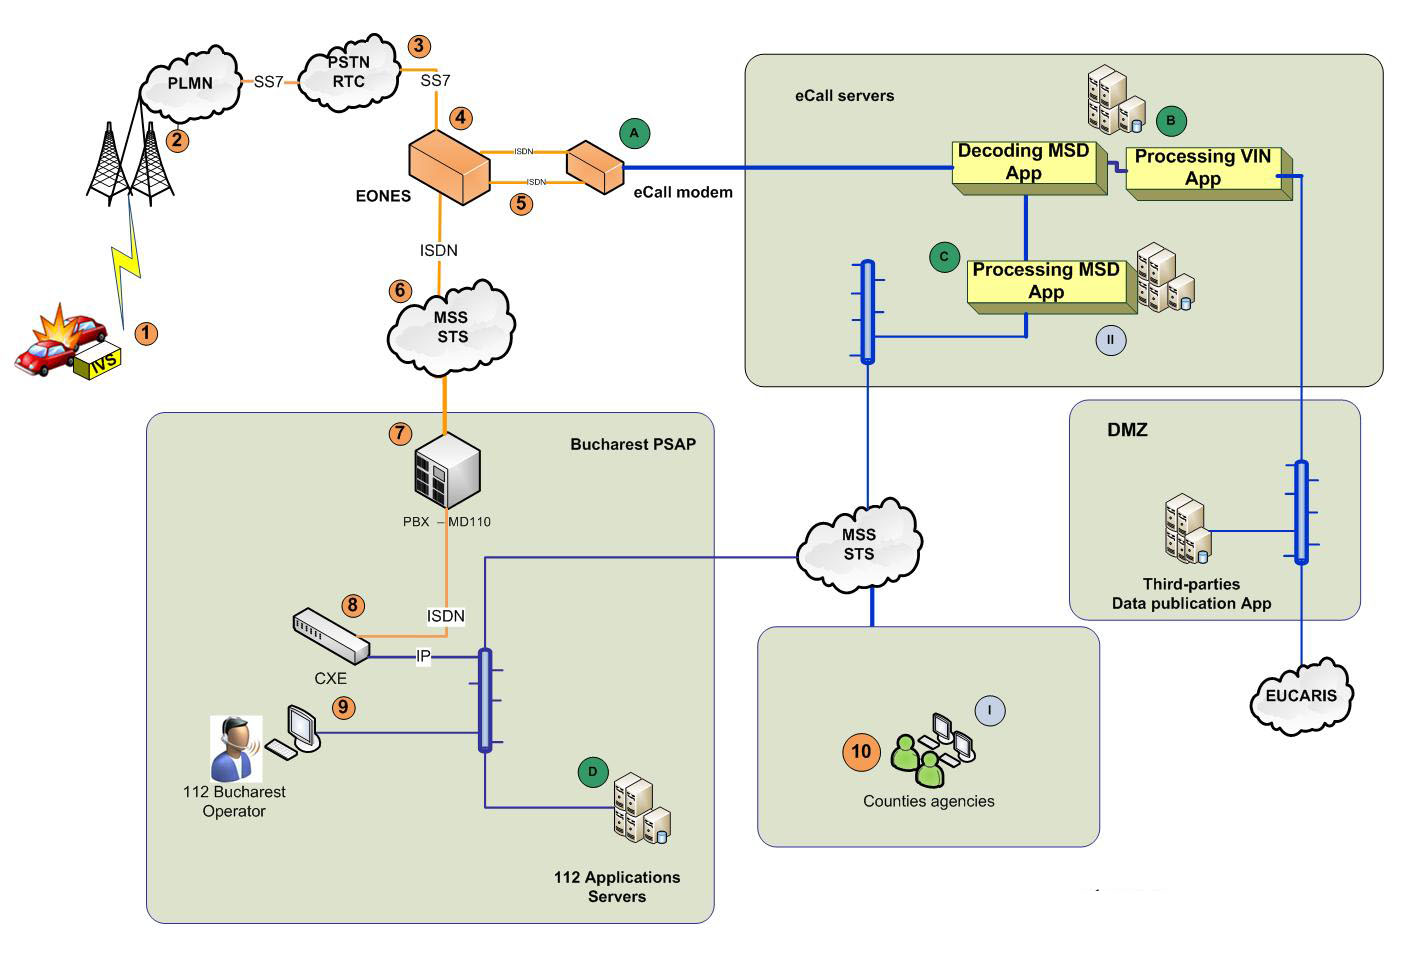 PLMN
SS7
PSTN
RTC
3
SS7
2
4
ISDN
ISDN
A
EONES
5
eCall modem
eCall servers
B
Decoding MSD
App
Processing VIN
App
C
Processing MSD
App
II
ISDN
6
MSS
STS
1
IVS
7
Bucharest PSAP
PBX – MD110
8
ISDN
CXE
IP
9
112 Bucharest
Operator
D
112 Applications
Servers
MSS
STS
DMZ
Third-parties
Data publication App
EUCARIS
I
10
Counties agencies